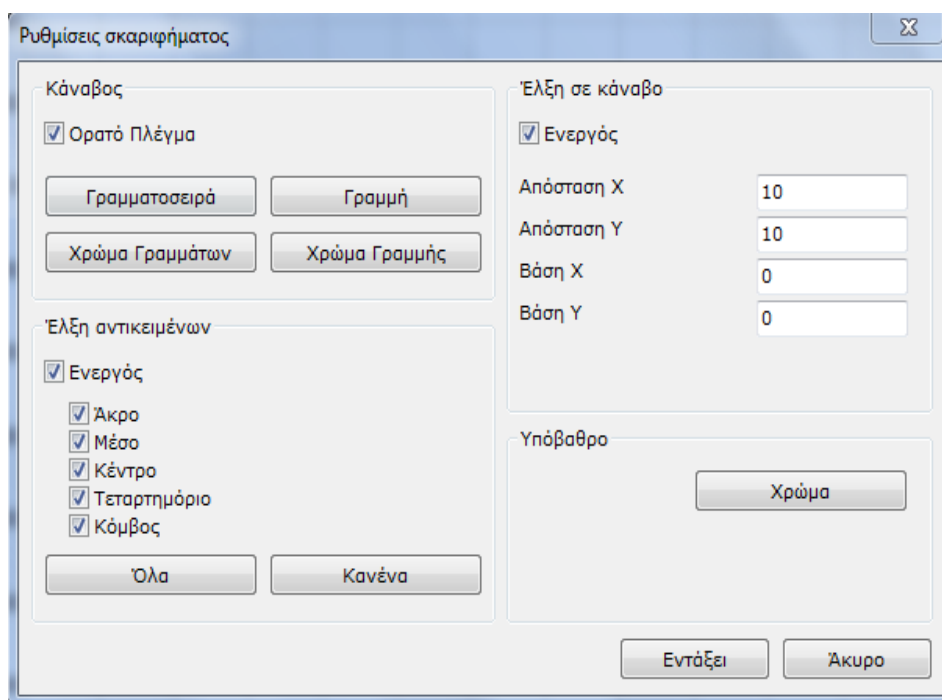 Ρυθμίσεις σκαριφήματος
Κάναβος
Ορατό Πλέγμα
Γραμματοσειρά
Γραμμή
Χρώμα Γραμμάτων
Χρώμα Γραμμής
Έλξη αντικειμένων
Ενεργός
Άκρο
Μέσο
Κέντρο
Τεταρτημόριο
Κόμβος
Όλα
Κανένα
Έλξη σε κάναβο
Ενεργός
Απόσταση Χ 10
Απόσταση Υ 10
Βάση Χ 0
Βάση Υ 0
Υπόβαθρο
Χρώμα
Εντάξει
Άκυρο